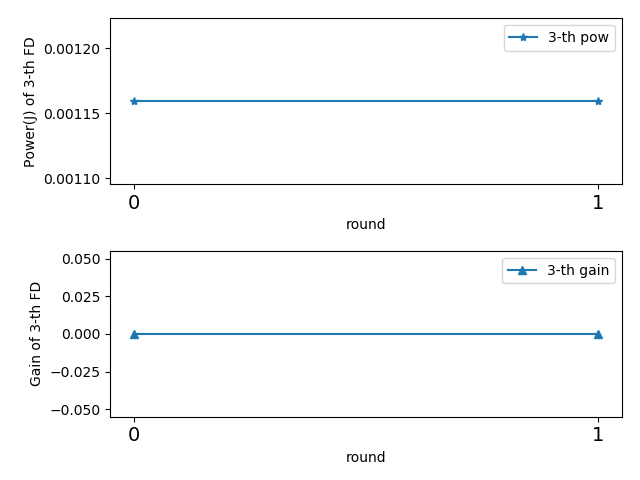 3-th pow
0.00120
0.00115
0.00110
Power(J) of 3-th FD
0 1
round
3-th gain
0.050
0.025
0.000
−0.025
−0.050
Gain of 3-th FD
0 1
round